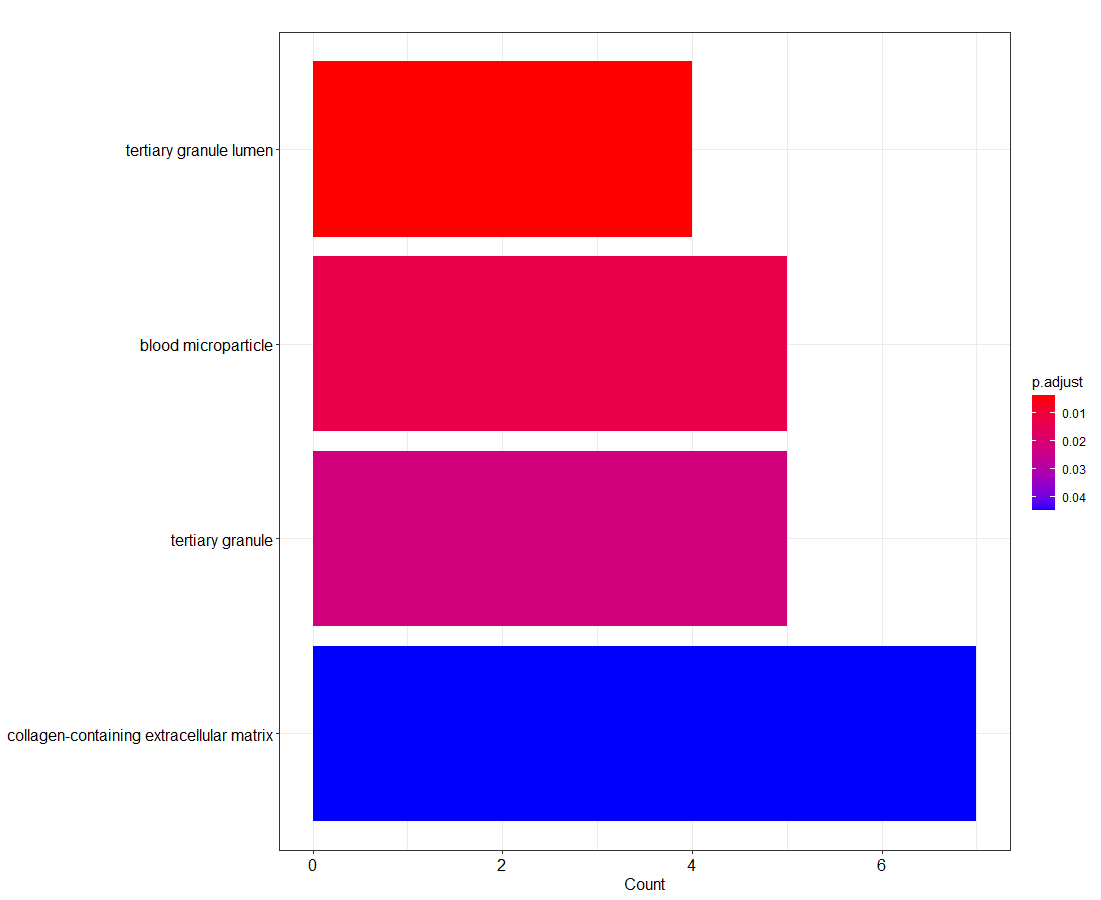 tertiary granule lumen
blood microparticle
tertiary granule
collagen-containing extracellular matrix
0 2 4 6
Count
p.adjust
0.01
0.02
0.03
0.04